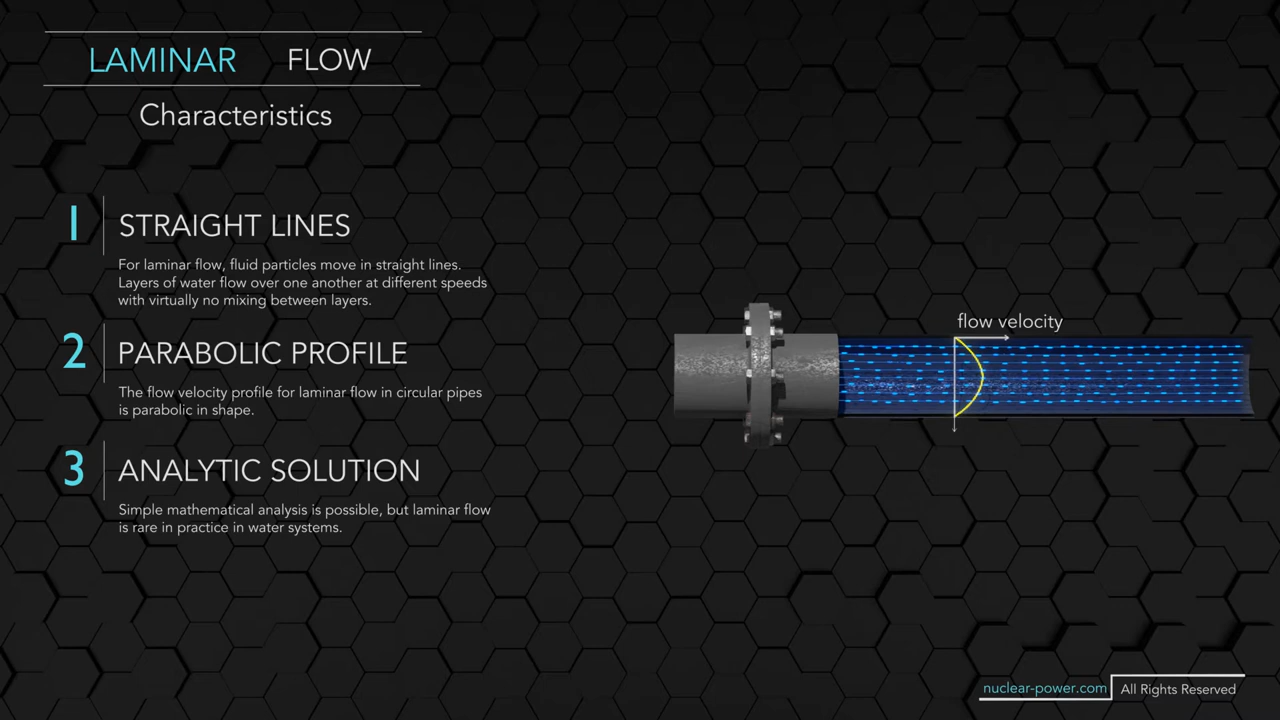 LAMINAR FLOW
Characteristics
1 STRAIGHT LINES
For laminar flow, fluid particles move in straight lines.
Layers of water flow over one another at different speeds
with virtually no mixing between layers.
2 PARABOLIC PROFILE
The flow velocity profile for laminar flow in circular pipes
is parabolic in shape.
3 ANALYTIC SOLUTION
Simple mathematical analysis is possible, but laminar flow
is rare in practice in water systems.
flow velocity
nuclear-power.com All Rights Reserved